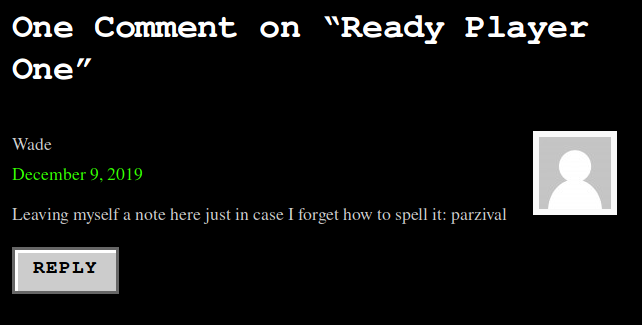 One Comment on “Ready Player
One”
Wade
December 9, 2019
Leaving myself a note here just in case I forget how to spell it: parzival
REPLY